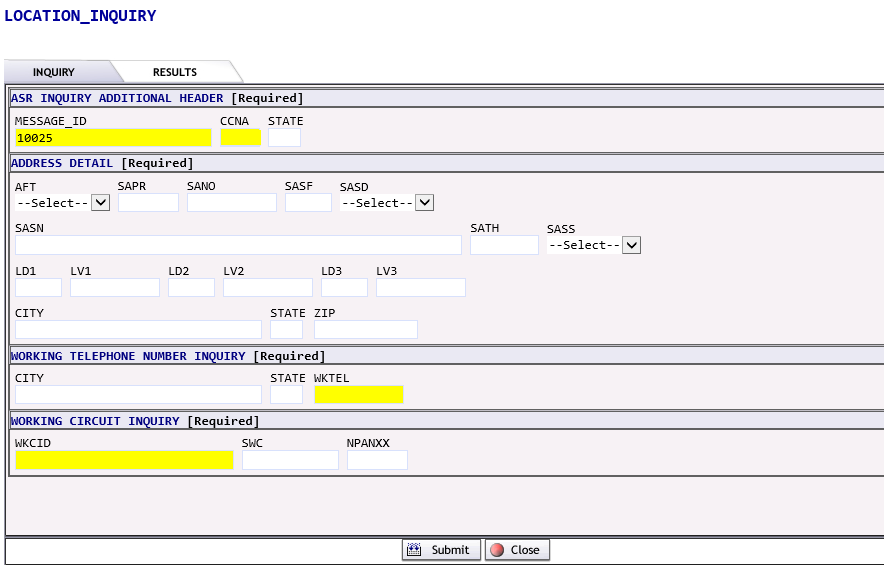 LOCATION_INQUIRY
INQUIRY RESULTS
ASR INQUIRY ADDITIONAL HEADER [Required]
MESSAGE_ID CCNA STATE
10025
ADDRESS DETAIL [Required]
AFT SAPR SANO SASF SASD
--Select-- --Select--
SASN SATH SASS
--Select--
LD1 LV1 LD2 LV2 LD3 LV3
CITY STATE ZIP
WORKING TELEPHONE NUMBER INQUIRY [Required]
CITY STATE WKTEL
WORKING CIRCUIT INQUIRY [Required]
WKCID SWC NPANXX
Submit Close